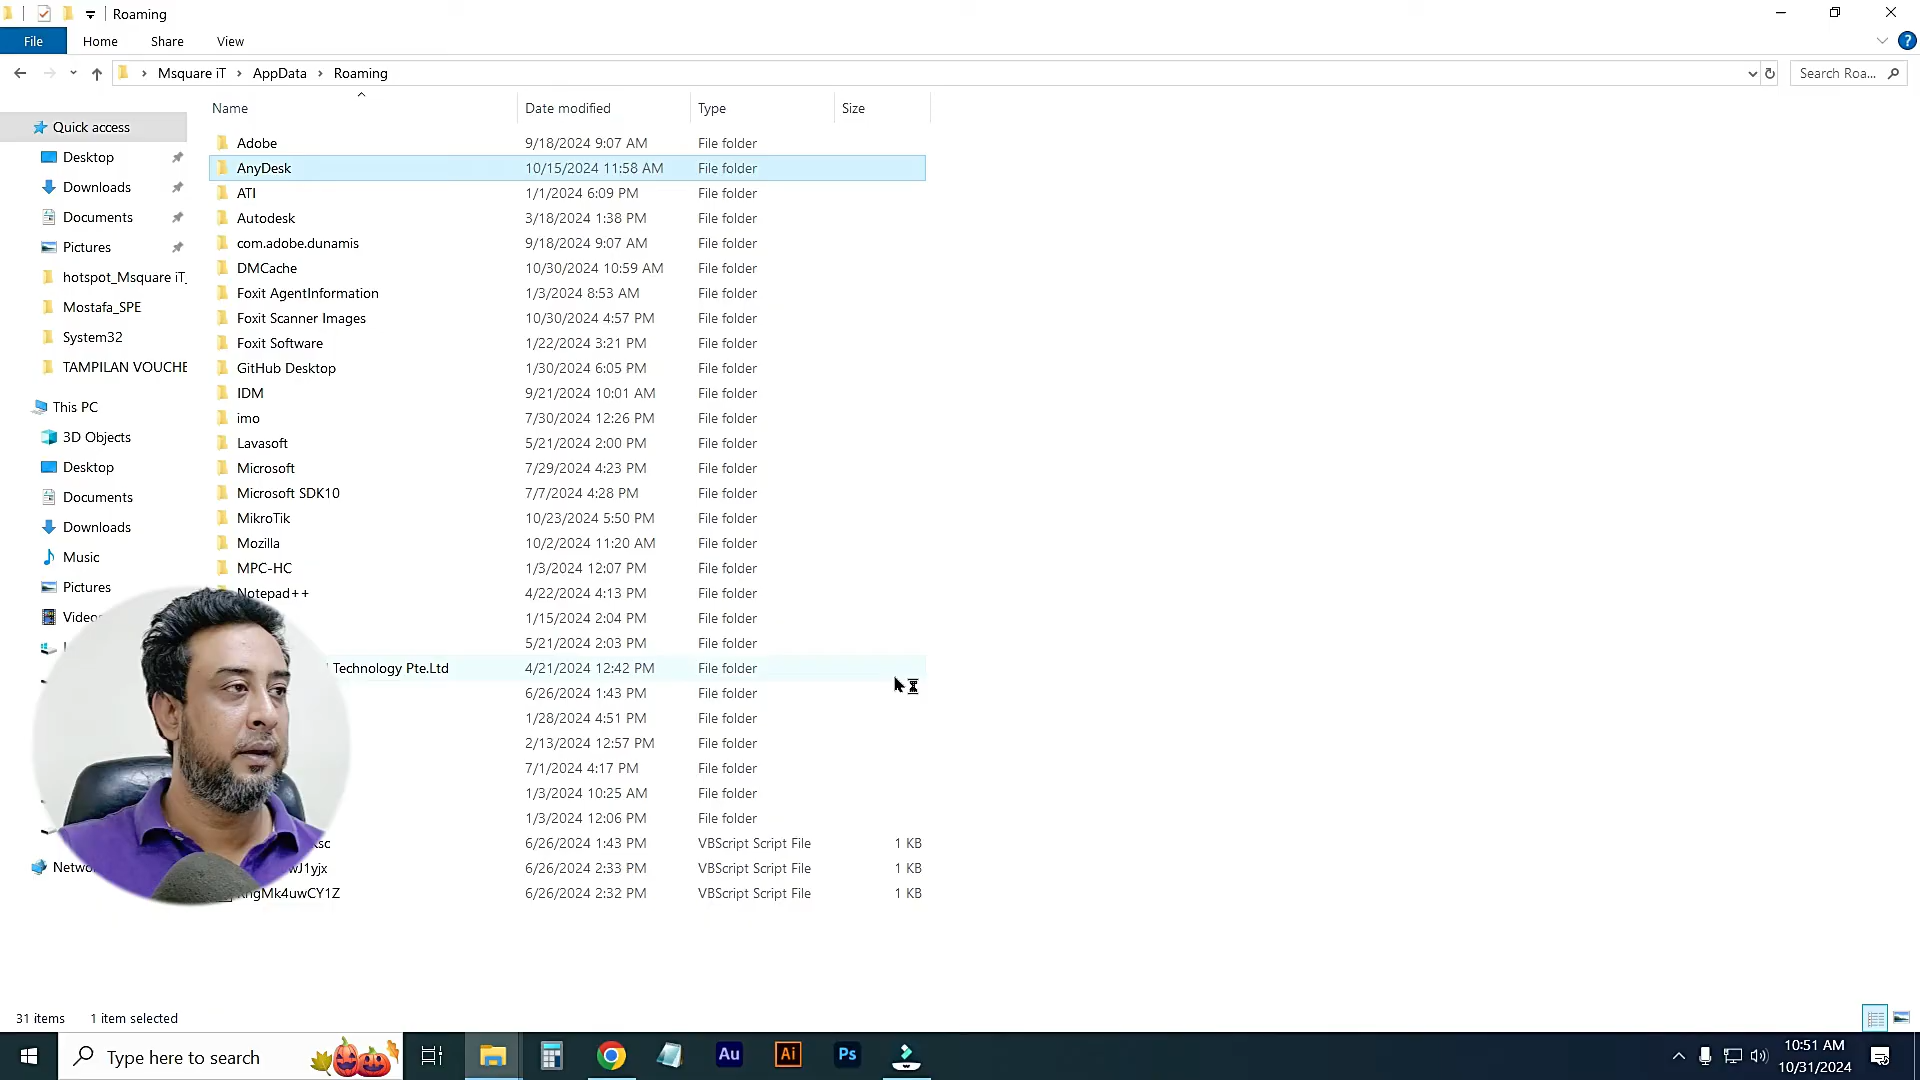 Roaming
File Home Share View ?
Msquare iT › AppData › Roaming Search Roa...
Name Date modified Type Size
Quick access
Desktop
Downloads
Documents
Pictures
hotspot_Msquare iT_
Mostafa_SPE
System32
TAMPILAN VOUCHE
This PC
3D Objects
Desktop
Documents
Downloads
Music
Pictures
Video
Netwo
Adobe 9/18/2024 9:07 AM File folder
AnyDesk 10/15/2024 11:58 AM File folder
ATI 1/1/2024 6:09 PM File folder
Autodesk 3/18/2024 1:38 PM File folder
com.adobe.dunamis 9/18/2024 9:07 AM File folder
DMCache 10/30/2024 10:59 AM File folder
Foxit AgentInformation 1/3/2024 8:53 AM File folder
Foxit Scanner Images 10/30/2024 4:57 PM File folder
Foxit Software 1/22/2024 3:21 PM File folder
GitHub Desktop 1/30/2024 6:05 PM File folder
IDM 9/21/2024 10:01 AM File folder
imo 7/30/2024 12:26 PM File folder
Lavasoft 5/21/2024 2:00 PM File folder
Microsoft 7/29/2024 4:23 PM File folder
Microsoft SDK10 7/7/2024 4:28 PM File folder
MikroTik 10/23/2024 5:50 PM File folder
Mozilla 10/2/2024 11:20 AM File folder
MPC-HC 1/3/2024 12:07 PM File folder
Notepad++ 4/22/2024 4:13 PM File folder
1/15/2024 2:04 PM File folder
5/21/2024 2:03 PM File folder
Technology Pte.Ltd 4/21/2024 12:42 PM File folder
6/26/2024 1:43 PM File folder
1/28/2024 4:51 PM File folder
2/13/2024 12:57 PM File folder
7/1/2024 4:17 PM File folder
1/3/2024 10:25 AM File folder
1/3/2024 12:06 PM File folder
6/26/2024 1:43 PM VBScript Script File 1 KB
wJ1yjx 6/26/2024 2:33 PM VBScript Script File 1 KB
ngMk4uwCY1Z 6/26/2024 2:32 PM VBScript Script File 1 KB
31 items 1 item selected
Type here to search Au Ai Ps 10:51 AM
10/31/2024